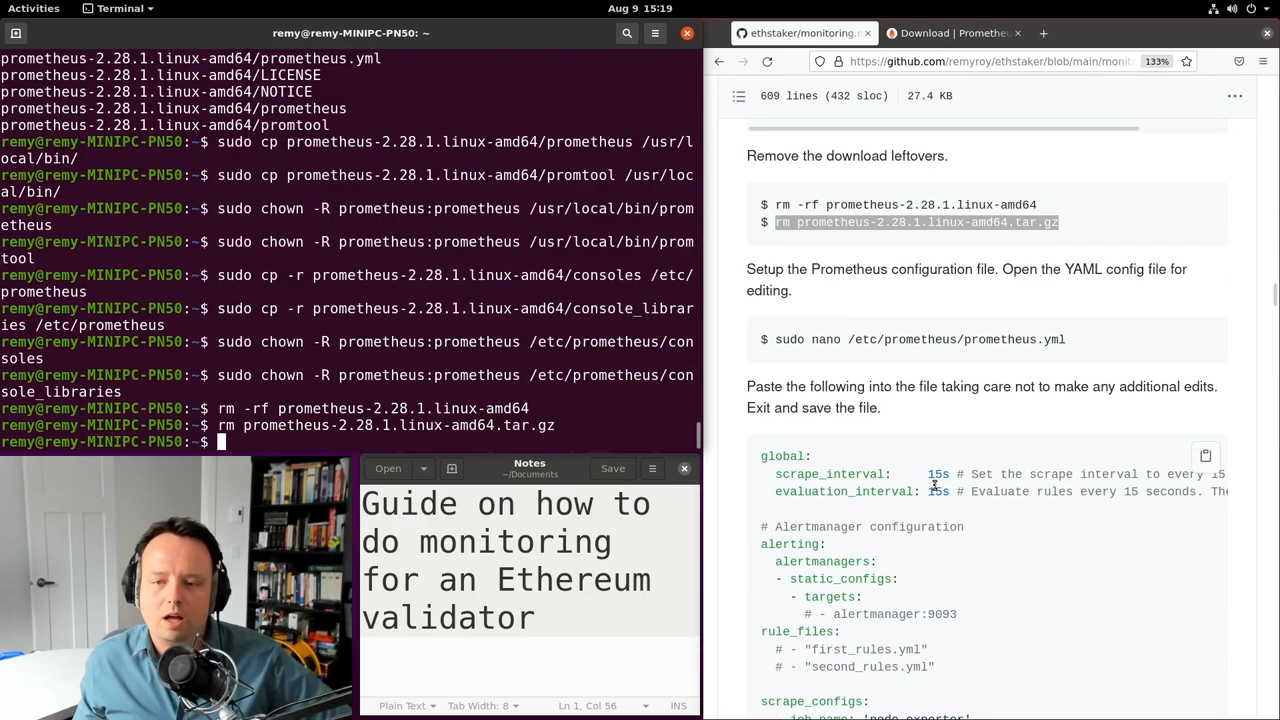 Activities Terminal Aug 9 15:19
remy@remy-MINIPC-PN50: ~
prometheus-2.28.1.linux-amd64/prometheus.yml
prometheus-2.28.1.linux-amd64/LICENSE
prometheus-2.28.1.linux-amd64/NOTICE
prometheus-2.28.1.linux-amd64/prometheus
prometheus-2.28.1.linux-amd64/promtool
remy@remy-MINIPC-PN50:~$ sudo cp prometheus-2.28.1.linux-amd64/prometheus /usr/l
ocal/bin/
remy@remy-MINIPC-PN50:~$ sudo cp prometheus-2.28.1.linux-amd64/promtool /usr/loc
al/bin/
remy@remy-MINIPC-PN50:~$ sudo chown -R prometheus:prometheus /usr/local/bin/prom
etheus
remy@remy-MINIPC-PN50:~$ sudo chown -R prometheus:prometheus /usr/local/bin/prom
tool
remy@remy-MINIPC-PN50:~$ sudo cp -r prometheus-2.28.1.linux-amd64/consoles /etc/
prometheus
remy@remy-MINIPC-PN50:~$ sudo cp -r prometheus-2.28.1.linux-amd64/console_librar
ies /etc/prometheus
remy@remy-MINIPC-PN50:~$ sudo chown -R prometheus:prometheus /etc/prometheus/con
soles
remy@remy-MINIPC-PN50:~$ sudo chown -R prometheus:prometheus /etc/prometheus/con
sole_libraries
remy@remy-MINIPC-PN50:~$ rm -rf prometheus-2.28.1.linux-amd64
remy@remy-MINIPC-PN50:~$ rm prometheus-2.28.1.linux-amd64.tar.gz
remy@remy-MINIPC-PN50:~$
Open Notes Save
~/Documents
Guide on how to
do monitoring
for an Ethereum
validator
Plain Text Tab Width: 8 Ln 1, Col 56 INS
ethstaker/monitoring.m Download | Prometheu
https://github.com/remyroy/ethstaker/blob/main/monit 133%
609 lines (432 sloc) 27.4 KB
Remove the download leftovers.
$ rm -rf prometheus-2.28.1.linux-amd64
$ rm prometheus-2.28.1.linux-amd64.tar.gz
Setup the Prometheus configuration file. Open the YAML config file for
editing.
$ sudo nano /etc/prometheus/prometheus.yml
Paste the following into the file taking care not to make any additional edits.
Exit and save the file.
global:
scrape_interval: 15s # Set the scrape interval to every 15
evaluation_interval: 15s # Evaluate rules every 15 seconds. The
# Alertmanager configuration
alerting:
alertmanagers:
- static_configs:
- targets:
# - alertmanager:9093
rule_files:
# - "first_rules.yml"
# - "second_rules.yml"
scrape_configs:
- job_name: 'node_exporter'